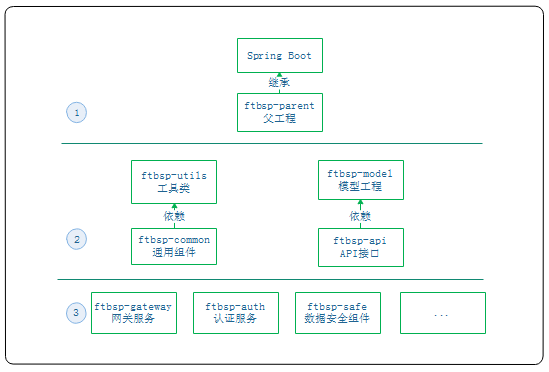 Spring Boot
继承
ftbsp-parent
父工程
1
ftbsp-utils
工具类
ftbsp-model
模型工程
依赖
依赖
2
ftbsp-common
通用组件
ftbsp-api
API接口
3
ftbsp-gateway
网关服务
ftbsp-auth
认证服务
ftbsp-safe
数据安全组件
...